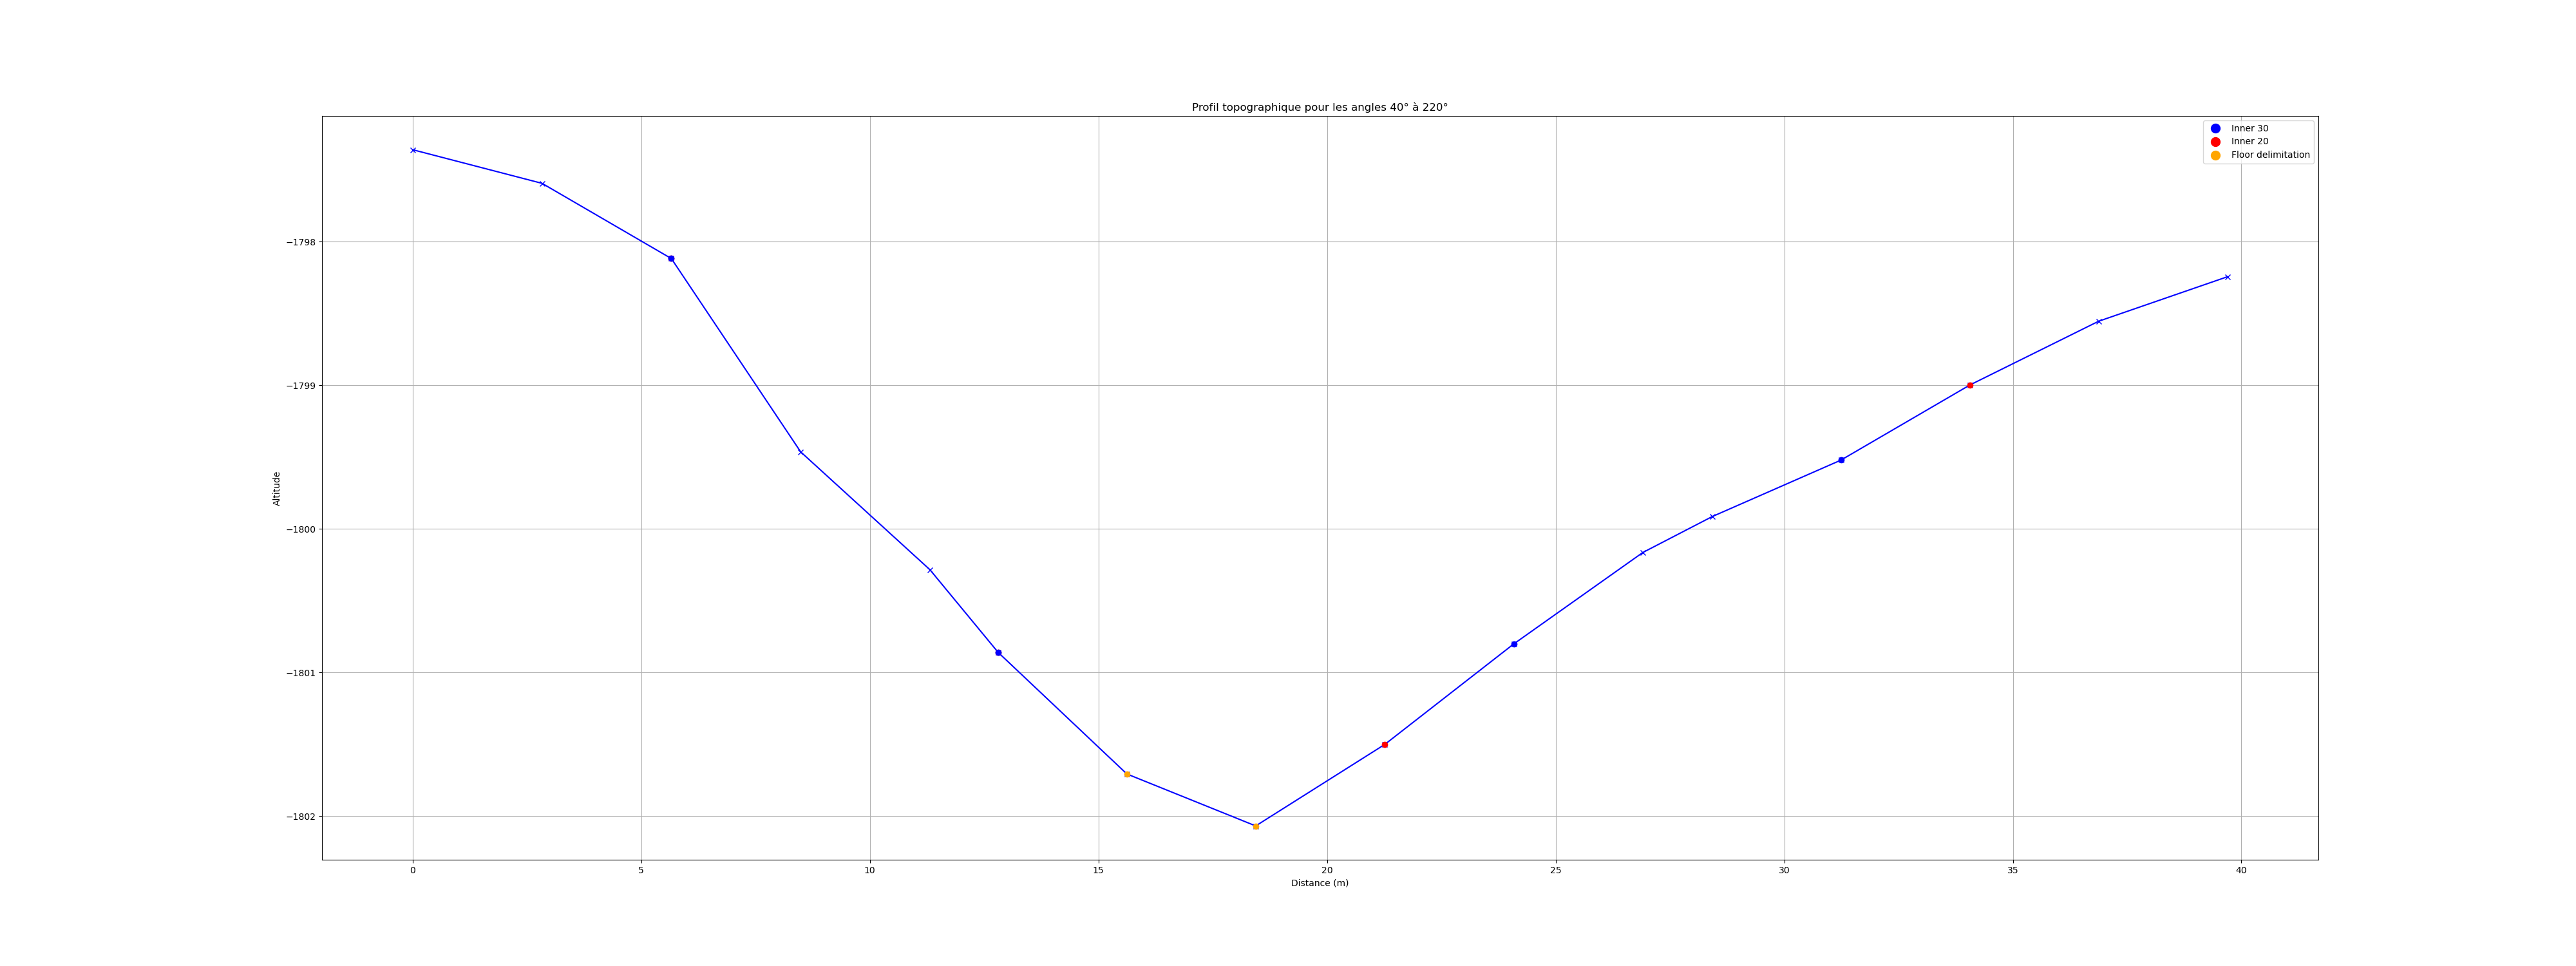 Profil topographique pour les angles 40° à 220°
Inner 30
Inner 20
Floor delimitation
−1798
−1799
−1800
−1801
−1802
Altitude
0 5 10 15 20 25 30 35 40
Distance (m)